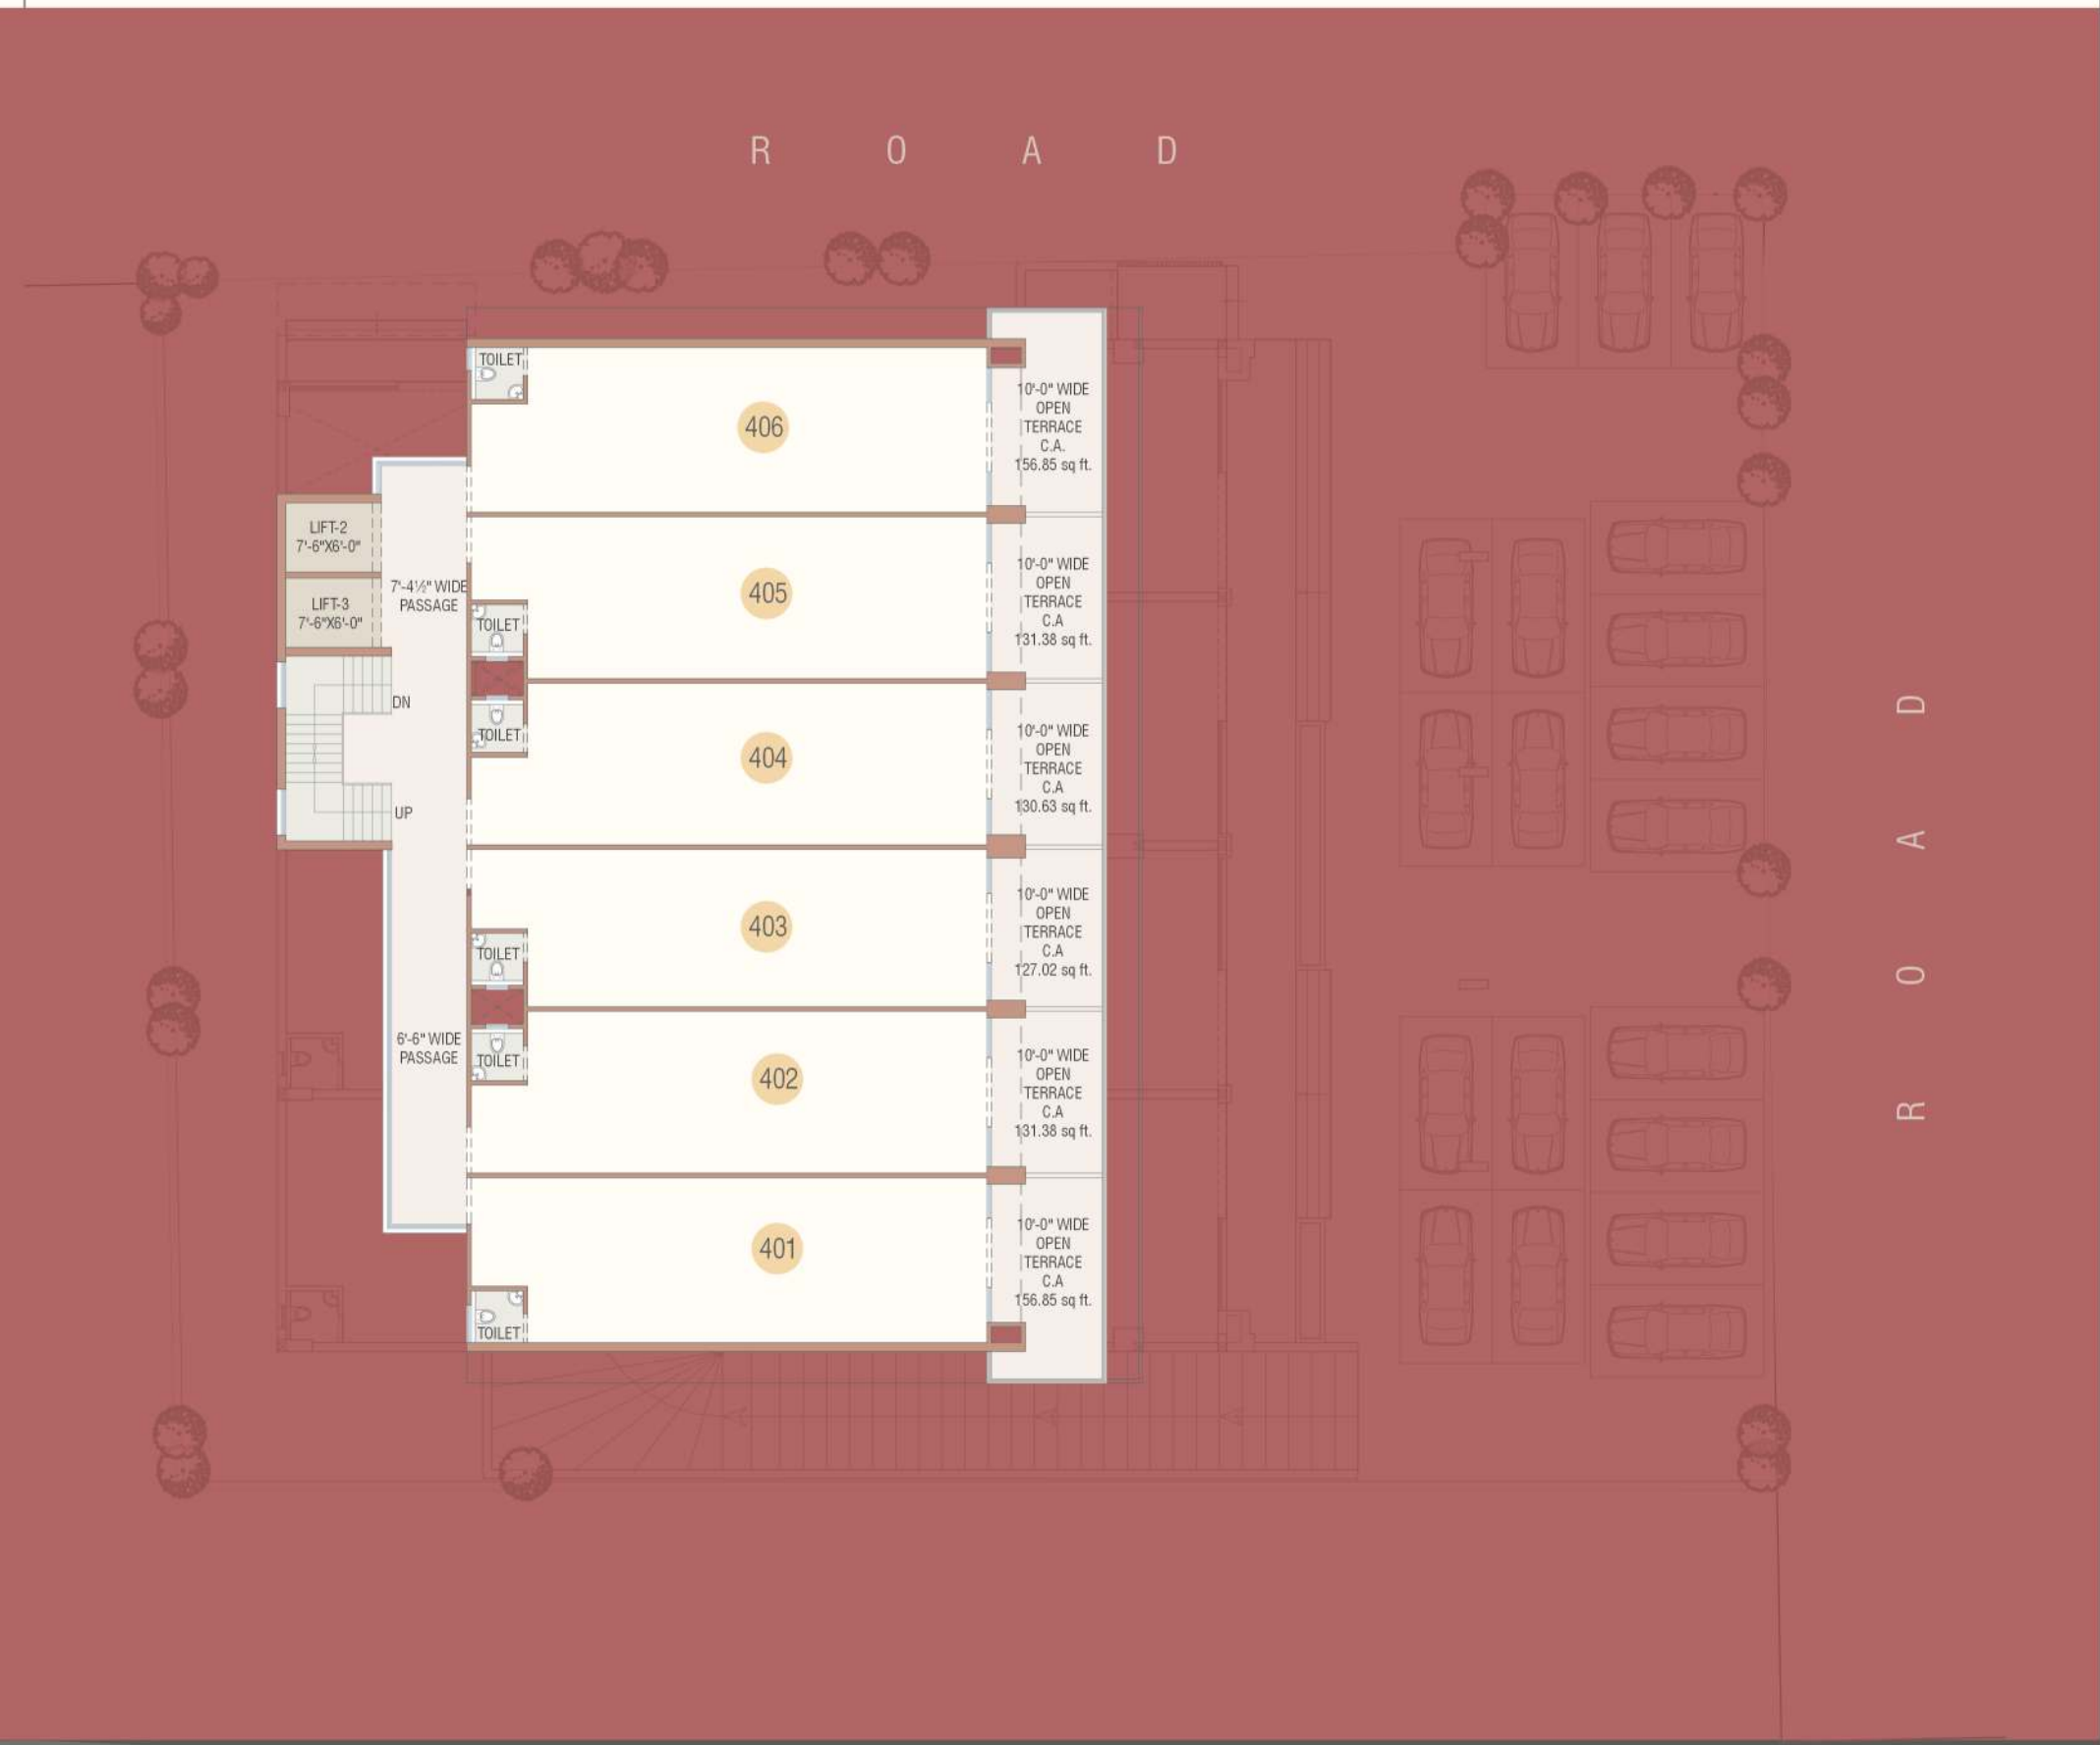 R O A D
TOILET
406
10'-0" WIDE
OPEN
TERRACE
C.A.
156.85 sq ft.
LIFT-2
7'-6"X6'-0"
LIFT-3
7'-6"X6'-0"
7'-4½" WIDE
PASSAGE
405
TOILET
10'-0" WIDE
OPEN
TERRACE
C.A
131.38 sq ft.
DN
UP
TOILET
404
10'-0" WIDE
OPEN
TERRACE
C.A
130.63 sq ft.
403
TOILET
10'-0" WIDE
OPEN
TERRACE
C.A
127.02 sq ft.
6'-6" WIDE
PASSAGE
TOILET
402
10'-0" WIDE
OPEN
TERRACE
C.A
131.38 sq ft.
401
TOILET
10'-0" WIDE
OPEN
TERRACE
C.A
156.85 sq ft.
R O A D